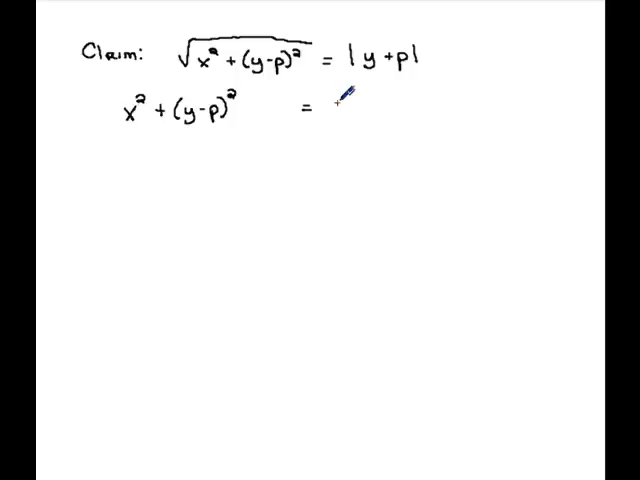 Claim: √(x² + (y-p)²) = |y+p|
x² + (y-p)² =